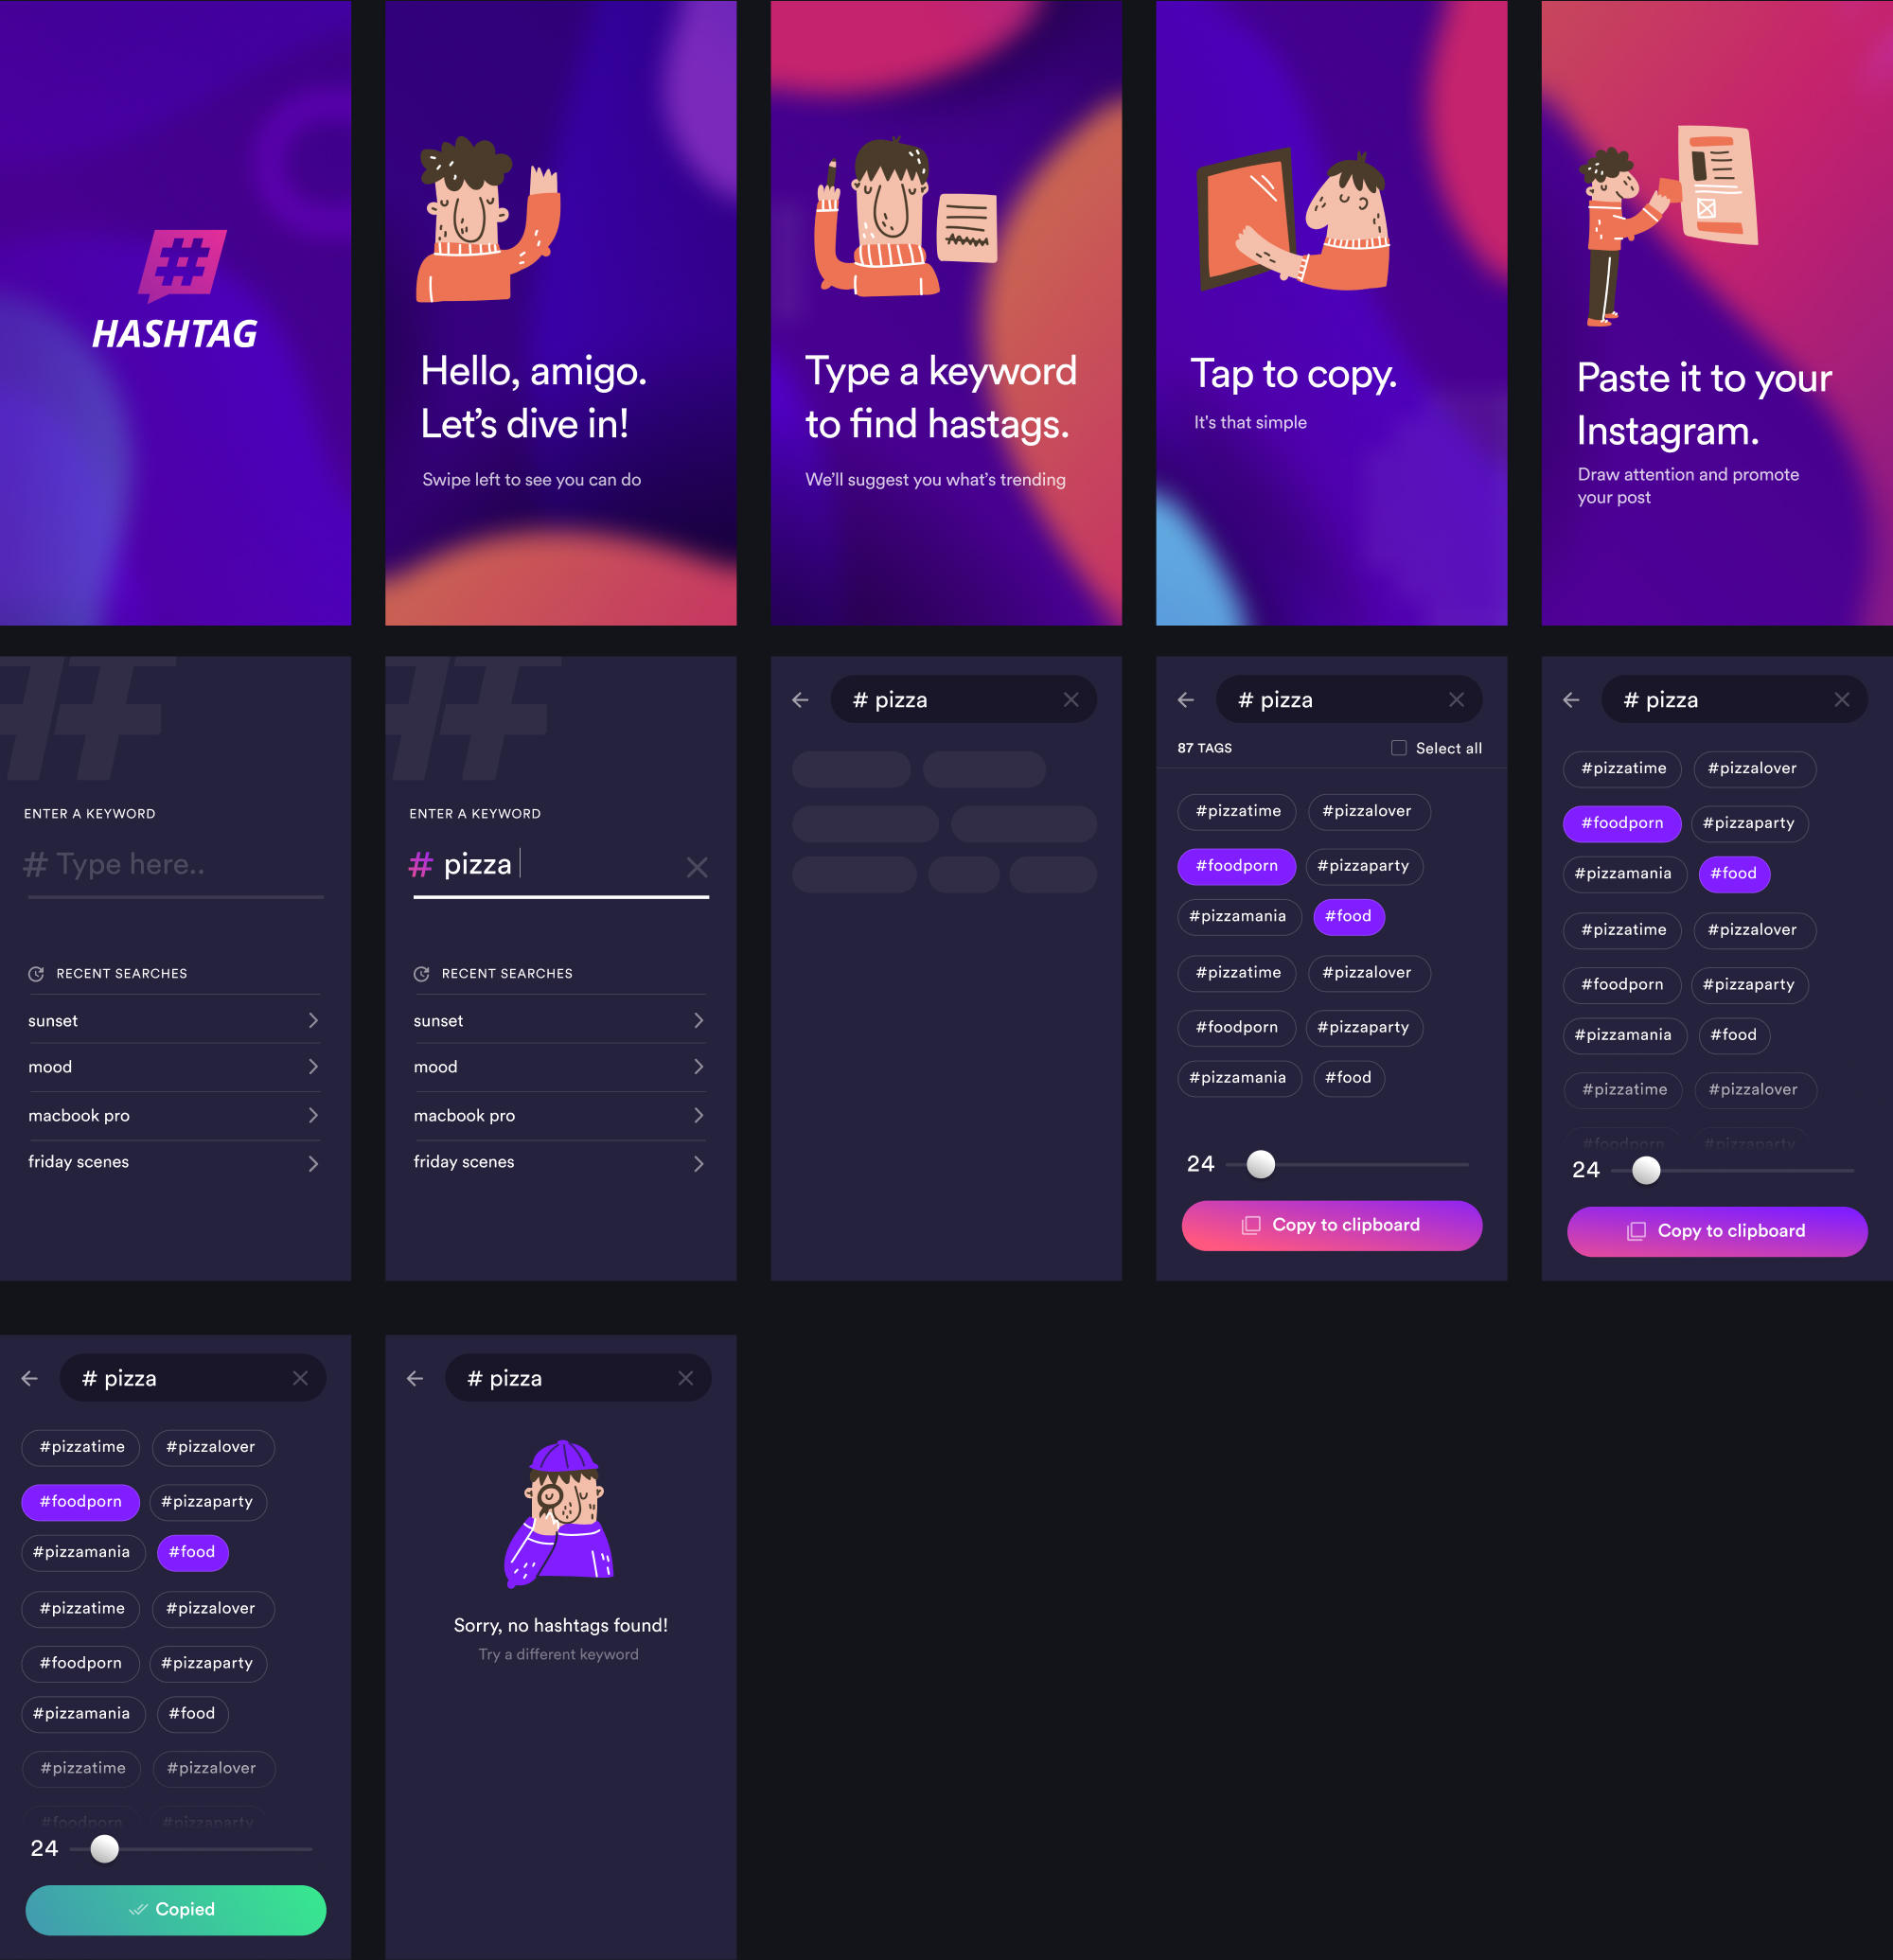 #
HASHTAG
Hello, amigo.
Let’s dive in!
Swipe left to see you can do
Type a keyword
to find hastags.
We’ll suggest you what’s trending
Tap to copy.
It's that simple
Paste it to your
Instagram.
Draw attention and promote
your post
#
ENTER A KEYWORD
# Type here..
RECENT SEARCHES
sunset
mood
macbook pro
friday scenes
#
ENTER A KEYWORD
# pizza
RECENT SEARCHES
sunset
mood
macbook pro
friday scenes
# pizza
# pizza
87 TAGS Select all
#pizzatime #pizzalover
#foodporn #pizzaparty
#pizzamania #food
#pizzatime #pizzalover
#foodporn #pizzaparty
#pizzamania #food
24
Copy to clipboard
# pizza
#pizzatime #pizzalover
#foodporn #pizzaparty
#pizzamania #food
#pizzatime #pizzalover
#foodporn #pizzaparty
#pizzamania #food
#pizzatime #pizzalover
#foodporn #pizzaparty
24
Copy to clipboard
# pizza
#pizzatime #pizzalover
#foodporn #pizzaparty
#pizzamania #food
#pizzatime #pizzalover
#foodporn #pizzaparty
#pizzamania #food
#pizzatime #pizzalover
#foodporn #pizzaparty
24
Copied
# pizza
Sorry, no hashtags found!
Try a different keyword